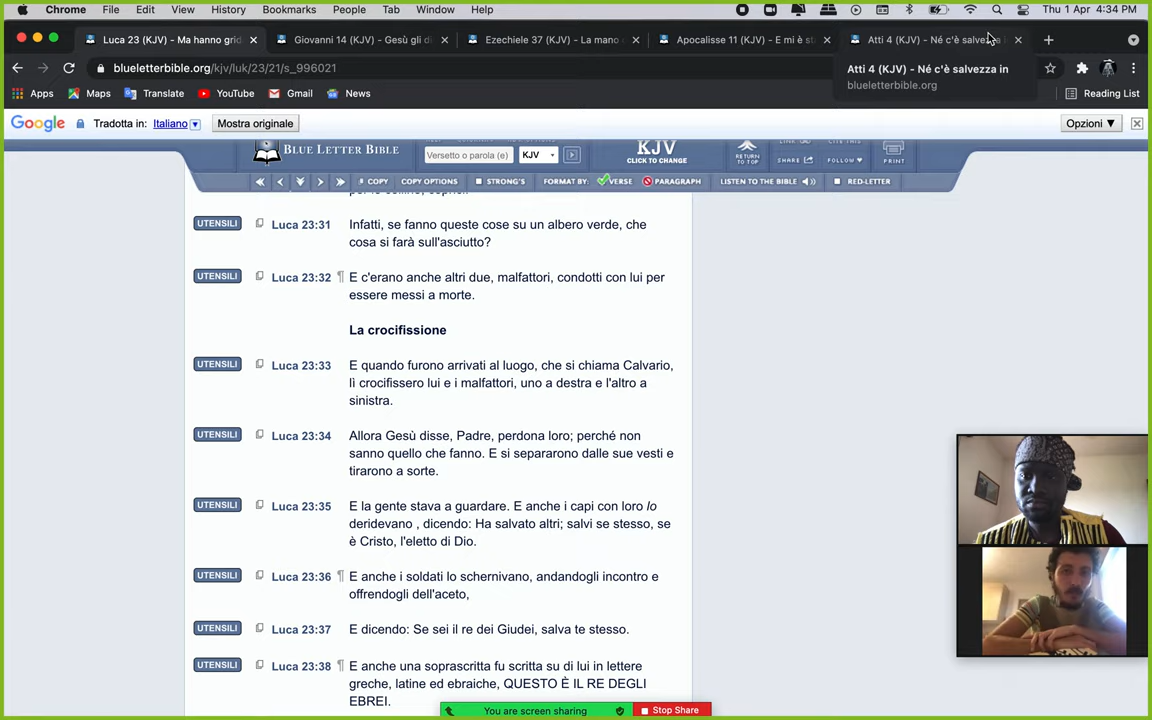 Chrome File Edit View History Bookmarks People Tab Window Help Thu 1 Apr 4:34 PM
Luca 23 (KJV) - Ma hanno grid Giovanni 14 (KJV) - Gesù gli di Ezechiele 37 (KJV) - La mano Apocalisse 11 (KJV) - E mi è st Atti 4 (KJV) - Né c'è salvezza
blueletterbible.org/kjv/luk/23/21/s_996021
Atti 4 (KJV) - Né c'è salvezza in
blueletterbible.org
Apps Maps Translate YouTube Gmail News Reading List
Google Tradotta in: Italiano Mostra originale Opzioni ▼
BLUE LETTER BIBLE Versetto o parola (e) KJV KJV
CLICK TO CHANGE RETURN TO TOP SHARE FOLLOW PRINT
COPY COPY OPTIONS STRONG'S FORMAT BY: VERSE PARAGRAPH LISTEN TO THE BIBLE RED-LETTER
UTENSILI Luca 23:31 Infatti, se fanno queste cose su un albero verde, che
cosa si farà sull'asciutto?
UTENSILI Luca 23:32 ¶ E c'erano anche altri due, malfattori, condotti con lui per
essere messi a morte.
La crocifissione
UTENSILI Luca 23:33 E quando furono arrivati al luogo, che si chiama Calvario,
lì crocifissero lui e i malfattori, uno a destra e l'altro a
sinistra.
UTENSILI Luca 23:34 Allora Gesù disse, Padre, perdona loro; perché non
sanno quello che fanno. E si separarono dalle sue vesti e
tirarono a sorte.
UTENSILI Luca 23:35 E la gente stava a guardare. E anche i capi con loro lo
deridevano , dicendo: Ha salvato altri; salvi se stesso, se
è Cristo, l'eletto di Dio.
UTENSILI Luca 23:36 ¶ E anche i soldati lo schernivano, andandogli incontro e
offrendogli dell'aceto,
UTENSILI Luca 23:37 E dicendo: Se sei il re dei Giudei, salva te stesso.
UTENSILI Luca 23:38 ¶ E anche una soprascritta fu scritta su di lui in lettere
greche, latine ed ebraiche, QUESTO È IL RE DEGLI
EBREI.
You are screen sharing Stop Share